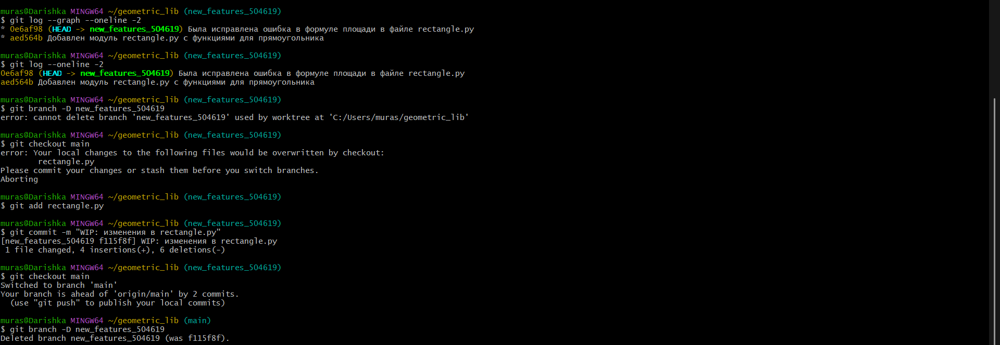 muras@Darishka MINGW64 ~/geometric_lib (new_features_504619)
$ git log --graph --oneline -2
* 0e6af98 (HEAD -> new_features_504619) Была исправлена ошибка в формуле площади в файле rectangle.py
* aed564b Добавлен модуль rectangle.py с функциями для прямоугольника
muras@Darishka MINGW64 ~/geometric_lib (new_features_504619)
$ git log --oneline -2
0e6af98 (HEAD -> new_features_504619) Была исправлена ошибка в формуле площади в файле rectangle.py
aed564b Добавлен модуль rectangle.py с функциями для прямоугольника
muras@Darishka MINGW64 ~/geometric_lib (new_features_504619)
$ git branch -D new_features_504619
error: cannot delete branch 'new_features_504619' used by worktree at 'C:/Users/muras/geometric_lib'
muras@Darishka MINGW64 ~/geometric_lib (new_features_504619)
$ git checkout main
error: Your local changes to the following files would be overwritten by checkout:
        rectangle.py
Please commit your changes or stash them before you switch branches.
Aborting
muras@Darishka MINGW64 ~/geometric_lib (new_features_504619)
$ git add rectangle.py
muras@Darishka MINGW64 ~/geometric_lib (new_features_504619)
$ git commit -m "WIP: изменения в rectangle.py"
[new_features_504619 f115f8f] WIP: изменения в rectangle.py
 1 file changed, 4 insertions(+), 6 deletions(-)
muras@Darishka MINGW64 ~/geometric_lib (new_features_504619)
$ git checkout main
Switched to branch 'main'
Your branch is ahead of 'origin/main' by 2 commits.
  (use "git push" to publish your local commits)
muras@Darishka MINGW64 ~/geometric_lib (main)
$ git branch -D new_features_504619
Deleted branch new_features_504619 (was f115f8f).